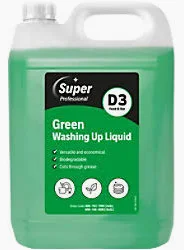 Super
Professional
D3
Green
Washing Up Liquid
Versatile and economical
Biodegradable
Cuts through grease